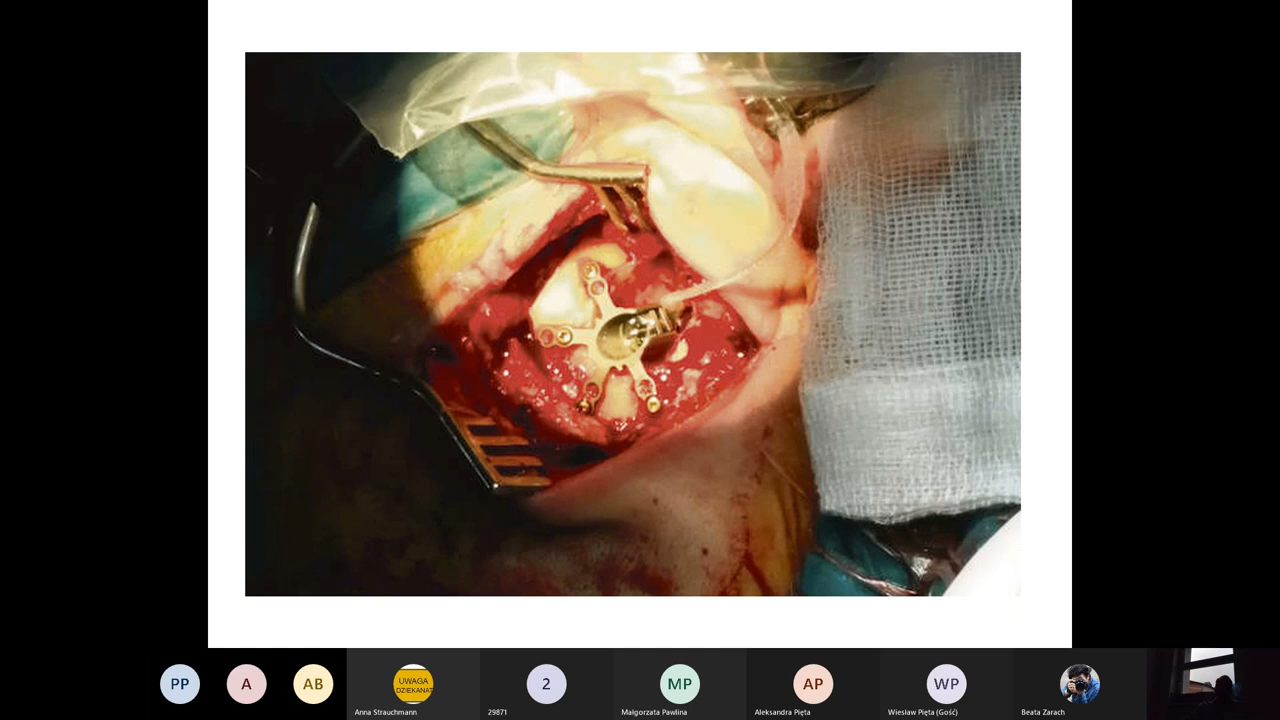 PP
A
AB
UWAGA
DZIEKANAT
Anna Strauchmann
2
29871
MP
Małgorzata Pawlina
AP
Aleksandra Pięta
WP
Wiesław Pięta (Gość)
Beata Zarach